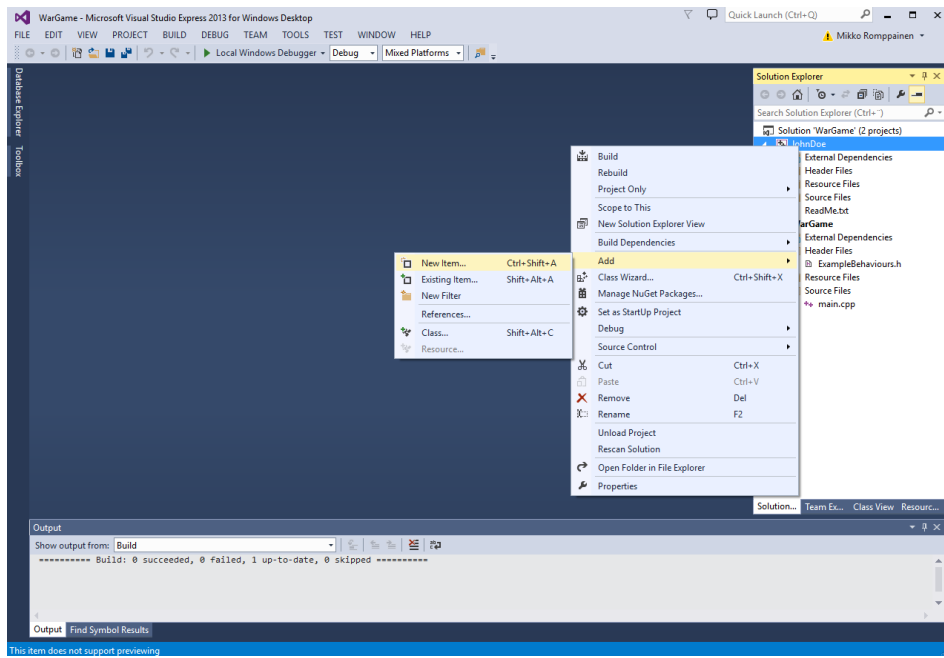 WarGame - Microsoft Visual Studio Express 2013 for Windows Desktop
Quick Launch (Ctrl+Q)
FILE EDIT VIEW PROJECT BUILD DEBUG TEAM TOOLS TEST WINDOW HELP
Mikko Romppainen
Local Windows Debugger
Debug
Mixed Platforms
Database Explorer
Toolbox
Solution Explorer
Search Solution Explorer (Ctrl+¨)
Solution 'WarGame' (2 projects)
JohnDoe
External Dependencies
Header Files
Resource Files
Source Files
ReadMe.txt
arGame
External Dependencies
Header Files
ExampleBehaviours.h
Resource Files
Source Files
main.cpp
Build
Rebuild
Project Only
Scope to This
New Solution Explorer View
Build Dependencies
Add
Class Wizard... Ctrl+Shift+X
Manage NuGet Packages...
Set as StartUp Project
Debug
Source Control
Cut Ctrl+X
Paste Ctrl+V
Remove Del
Rename F2
Unload Project
Rescan Solution
Open Folder in File Explorer
Properties
New Item... Ctrl+Shift+A
Existing Item... Shift+Alt+A
New Filter
References...
Class... Shift+Alt+C
Resource...
Solution... Team Ex... Class View Resourc...
Output
Show output from: Build
========== Build: 0 succeeded, 0 failed, 1 up-to-date, 0 skipped ==========
Output Find Symbol Results
This item does not support previewing